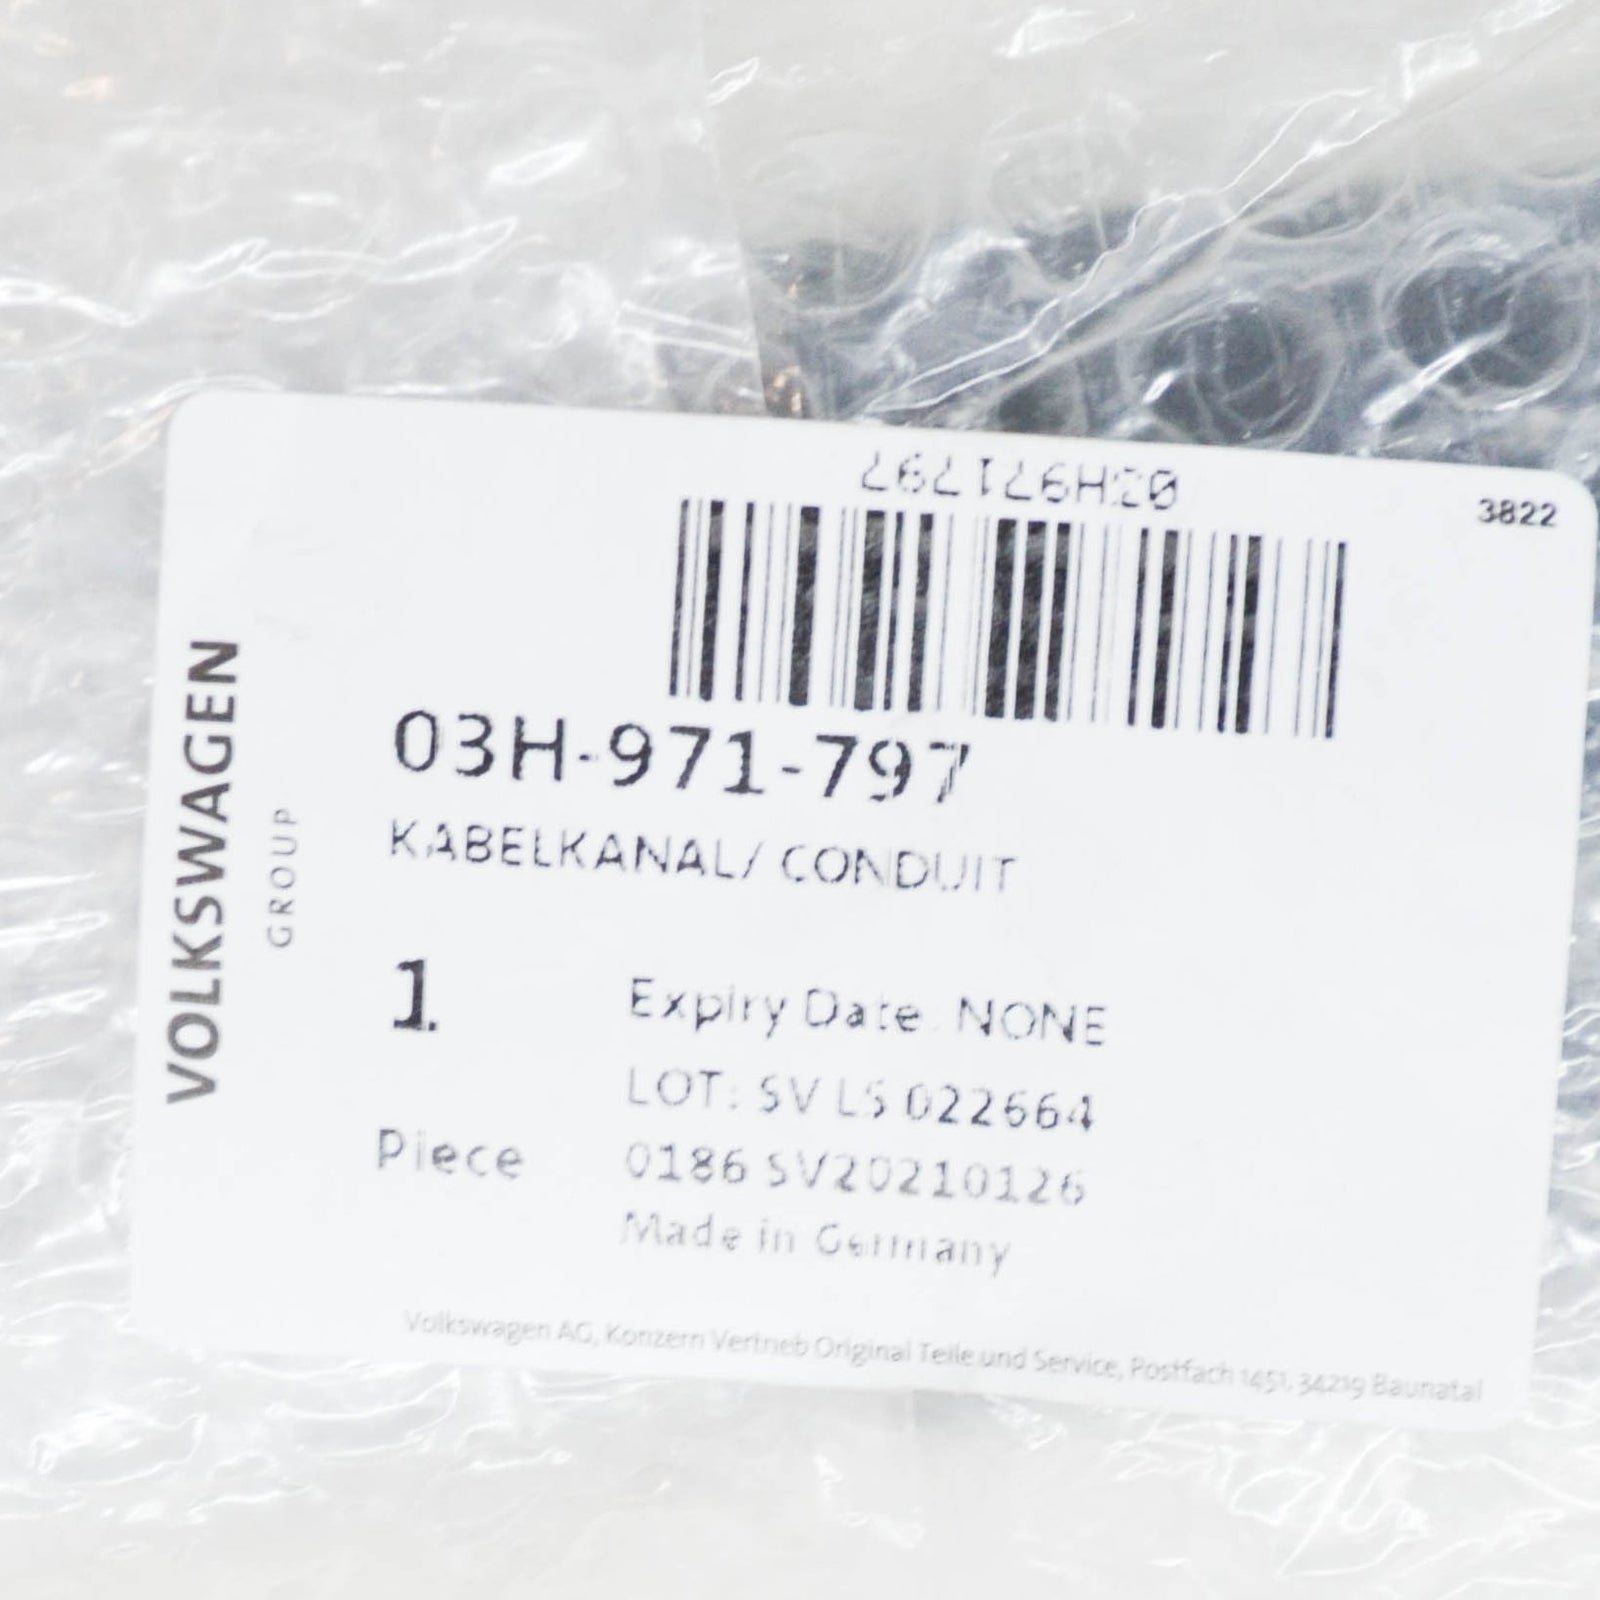 03H971797
3822
VOLKSWAGEN
GROUP
03H-971-797
KABELKANAL/ CONDUIT
1
Expiry Date: NONE
LOT: SV LS 022664
Piece
0186 SV20210126
Made in Germany
Volkswagen AG, Konzern Vertrieb Original Teile und Service, Postfach 1451, 34219 Baunatal